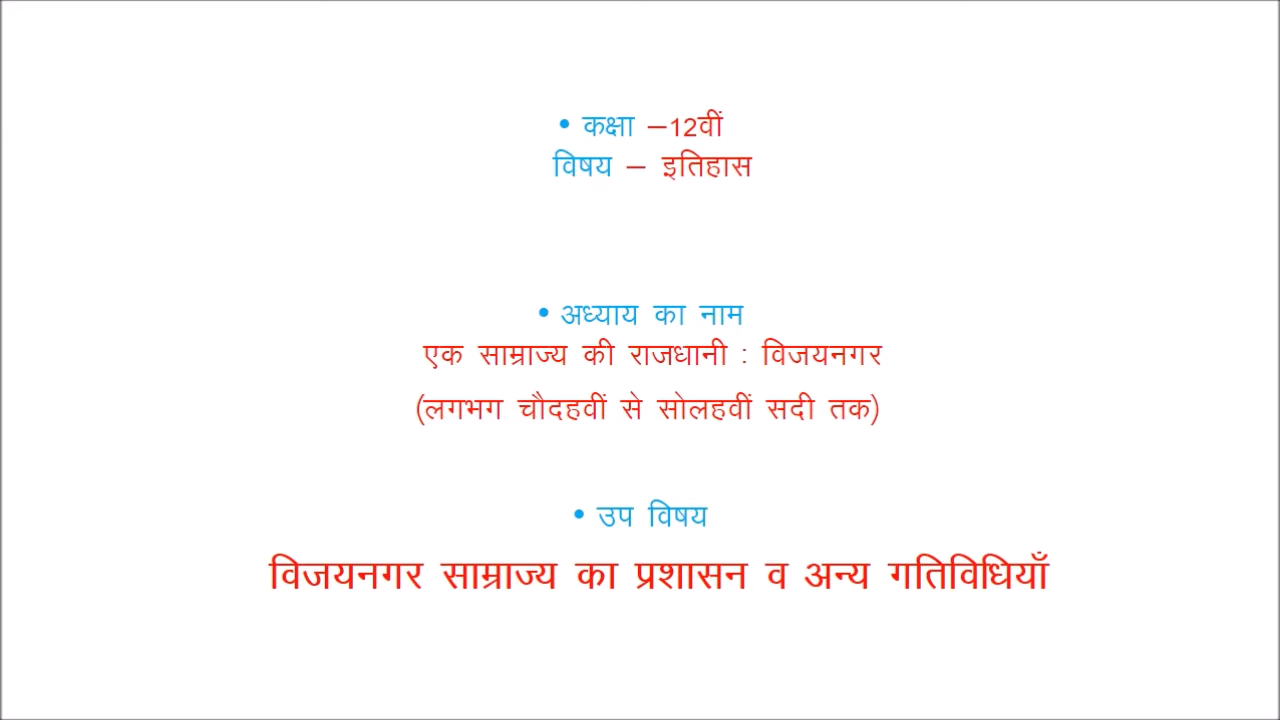 • कक्षा –12वीं
विषय – इतिहास
• अध्याय का नाम
एक साम्राज्य की राजधानी : विजयनगर
(लगभग चौदहवीं से सोलहवीं सदी तक)
• उप विषय
विजयनगर साम्राज्य का प्रशासन व अन्य गतिविधियाँ